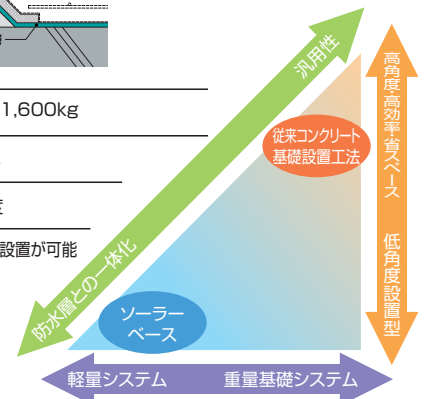 1,600kg
設置が可能
汎用性
従来コンクリート
基礎設置工法
高角度・高効率・省スペース
低角度設置型
防水層との一体化
ソーラー
ベース
軽量システム
重量基礎システム